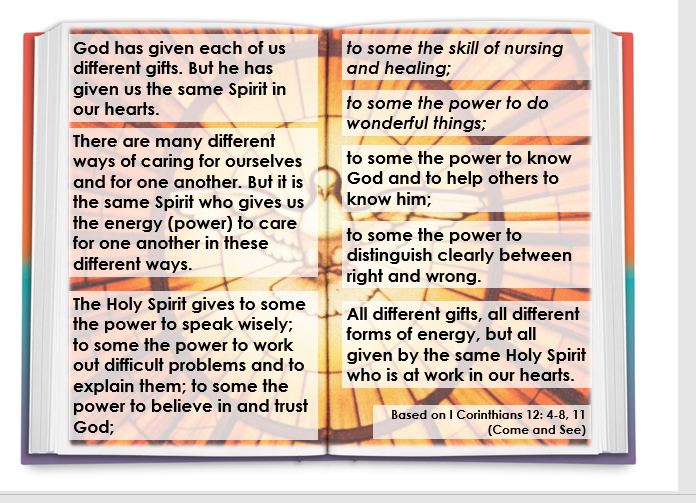 God has given each of us
different gifts. But he has
given us the same Spirit in
our hearts.
There are many different
ways of caring for ourselves
and for one another. But it is
the same Spirit who gives us
the energy (power) to care
for one another in these
different ways.
The Holy Spirit gives to some
the power to speak wisely;
to some the power to work
out difficult problems and to
explain them; to some the
power to believe in and trust
God;
to some the skill of nursing
and healing;
to some the power to do
wonderful things;
to some the power to know
God and to help others to
know him;
to some the power to
distinguish clearly between
right and wrong.
All different gifts, all different
forms of energy, but all
given by the same Holy Spirit
who is at work in our hearts.
Based on I Corinthians 12: 4-8, 11
(Come and See)